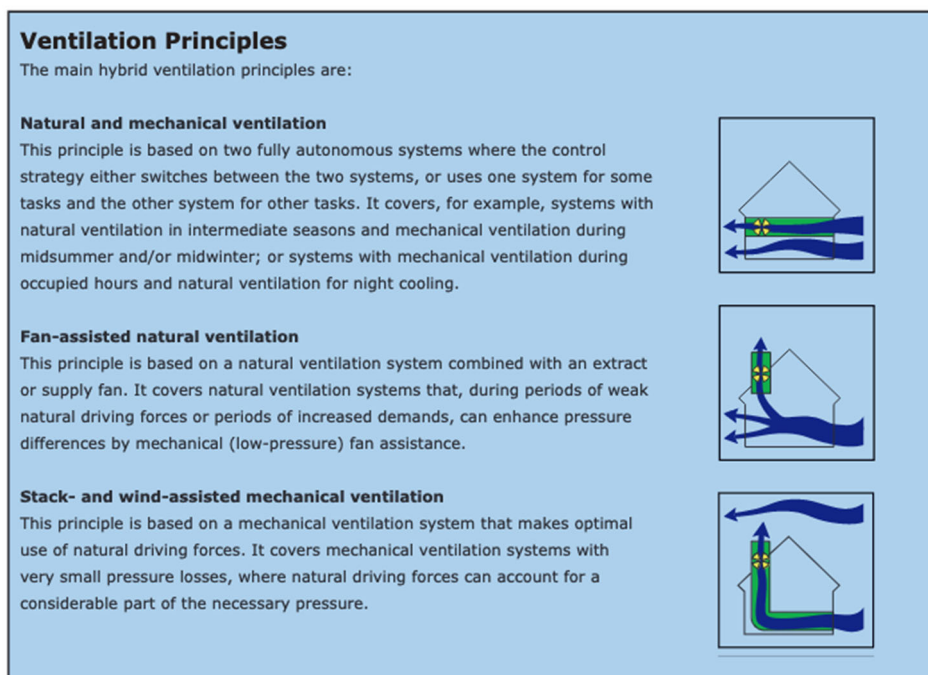 Ventilation Principles
The main hybrid ventilation principles are:
Natural and mechanical ventilation
This principle is based on two fully autonomous systems where the control
strategy either switches between the two systems, or uses one system for some
tasks and the other system for other tasks. It covers, for example, systems with
natural ventilation in intermediate seasons and mechanical ventilation during
midsummer and/or midwinter; or systems with mechanical ventilation during
occupied hours and natural ventilation for night cooling.
Fan-assisted natural ventilation
This principle is based on a natural ventilation system combined with an extract
or supply fan. It covers natural ventilation systems that, during periods of weak
natural driving forces or periods of increased demands, can enhance pressure
differences by mechanical (low-pressure) fan assistance.
Stack- and wind-assisted mechanical ventilation
This principle is based on a mechanical ventilation system that makes optimal
use of natural driving forces. It covers mechanical ventilation systems with
very small pressure losses, where natural driving forces can account for a
considerable part of the necessary pressure.